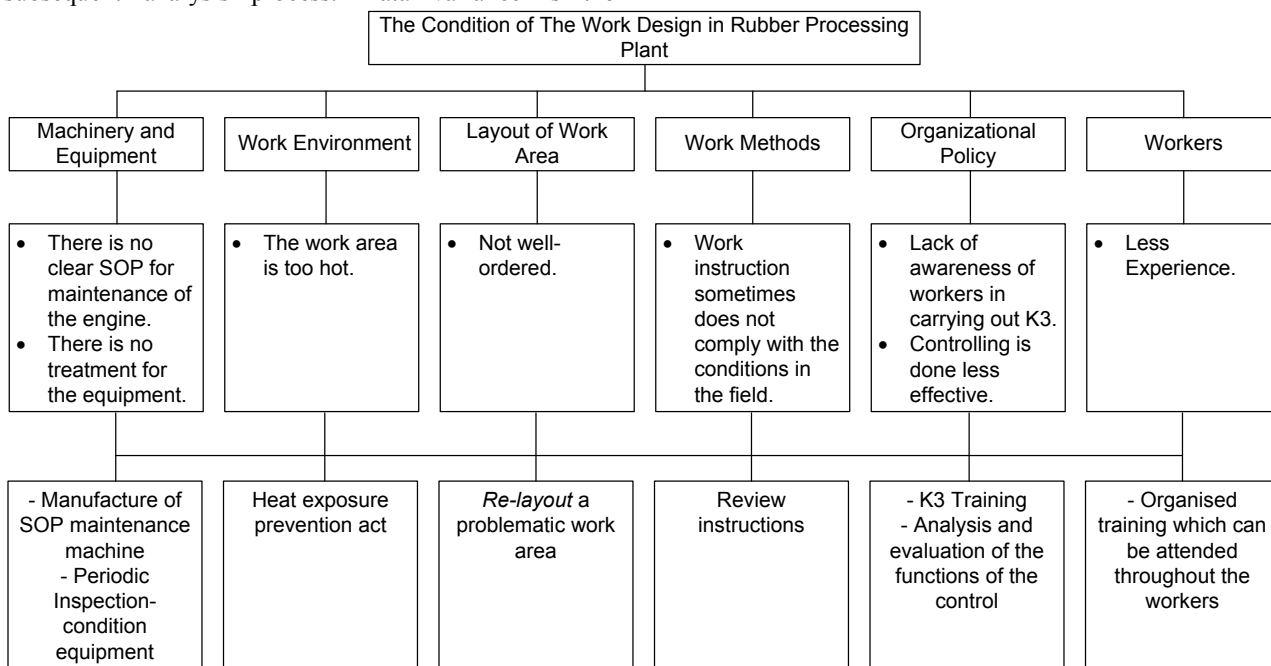 The Condition of The Work Design in Rubber Processing
Plant
Machinery and
Equipment
Work Environment
Layout of Work
Area
Work Methods
Organizational
Policy
Workers
• There is no
clear SOP for
maintenance of
the engine.
• There is no
treatment for
the equipment.
• The work area
is too hot.
• Not well-
ordered.
• Work
instruction
sometimes
does not
comply with the
conditions in
the field.
• Lack of
awareness of
workers in
carrying out K3.
• Controlling is
done less
effective.
• Less
Experience.
- Manufacture of
SOP maintenance
machine
- Periodic
Inspection-
condition
equipment
Heat exposure
prevention act
Re-layout a
problematic work
area
Review
instructions
- K3 Training
- Analysis and
evaluation of the
functions of the
control
- Organised
training which can
be attended
throughout the
workers